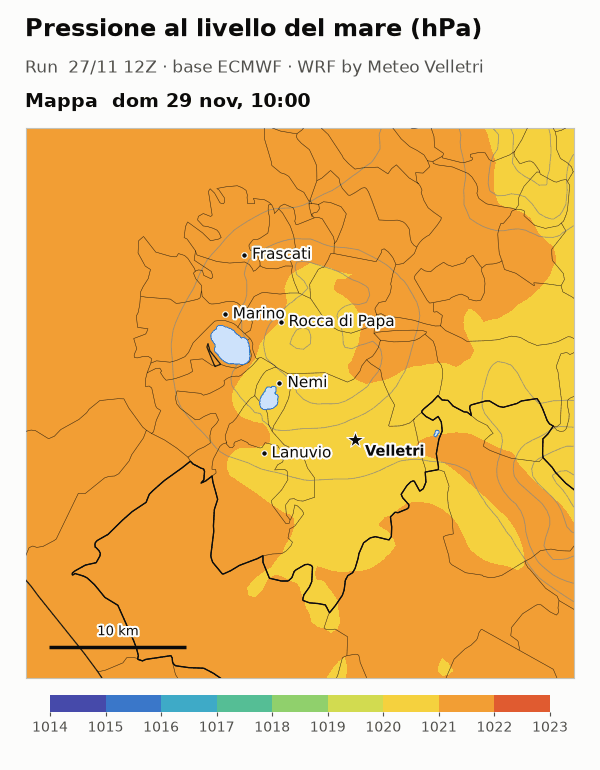 Pressione al livello del mare (hPa)
Run  27/11 12Z · base ECMWF · WRF by Meteo Velletri
Mappa  dom 29 nov, 10:00
Frascati
Marino
Rocca di Papa
Nemi
Velletri
Lanuvio
10 km
1014 1015 1016 1017 1018 1019 1020 1021 1022 1023